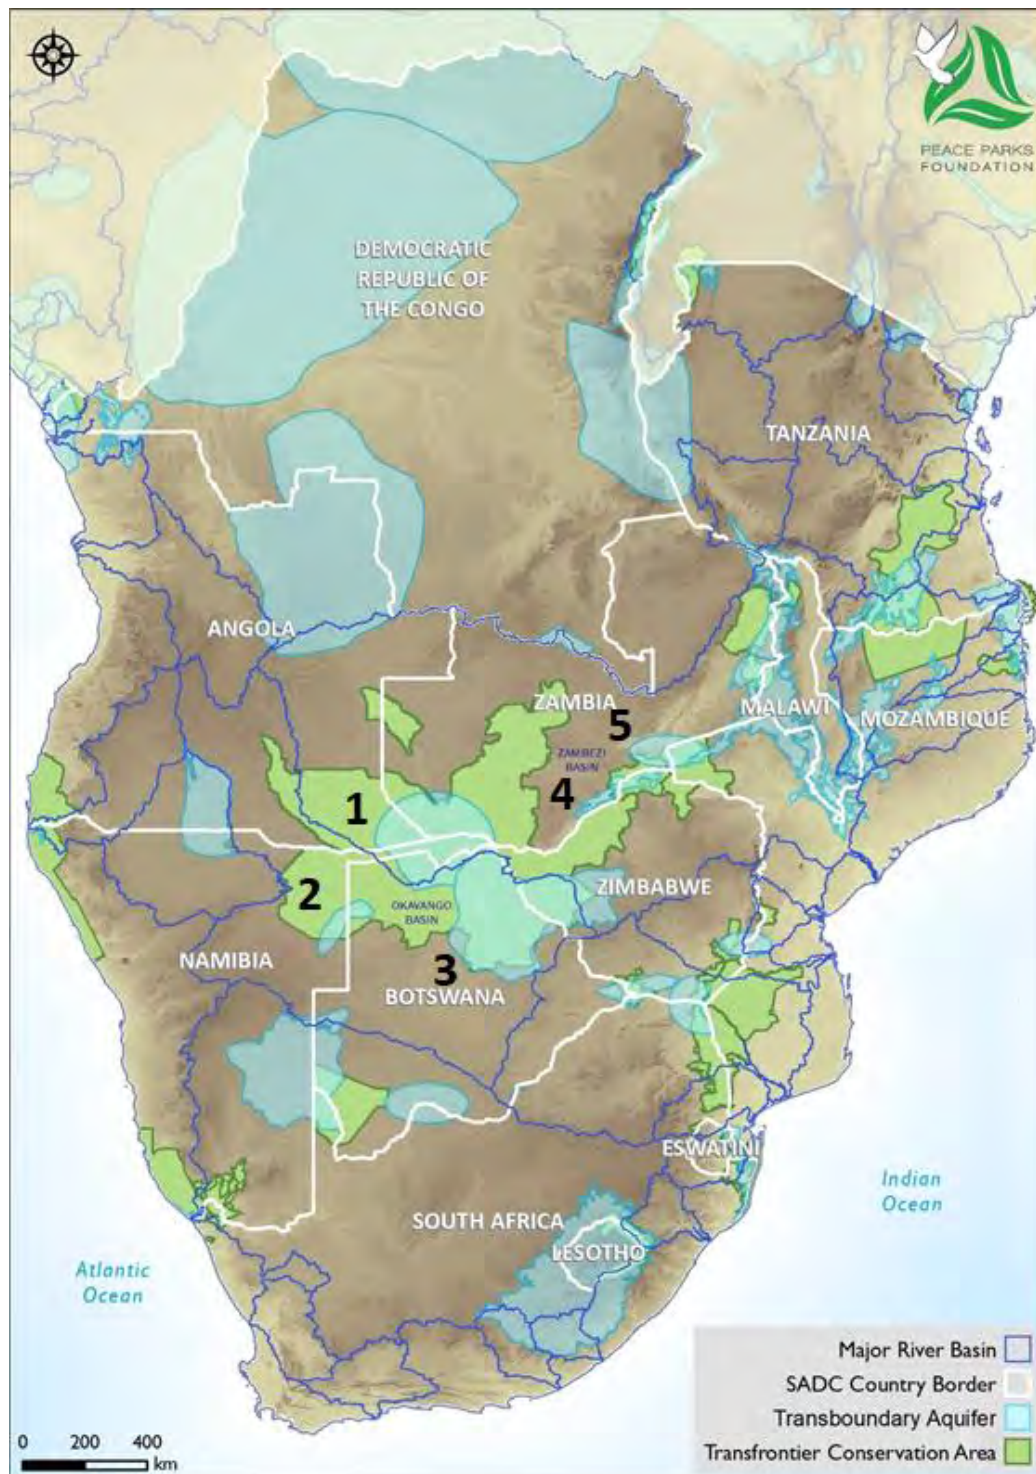 PEACE PARKS
FOUNDATION
DEMOCRATIC
REPUBLIC OF
THE CONGO
TANZANIA
ANGOLA
ZAMBIA
5
MALAWI
MOZAMBIQUE
ZAMBEZI
BASIN
4
1
2
ZIMBABWE
OKAVANGO
BASIN
NAMIBIA
3
BOTSWANA
ESWATINI
Indian
Ocean
SOUTH AFRICA
LESOTHO
Atlantic
Ocean
Major River Basin
SADC Country Border
Transboundary Aquifer
Transfrontier Conservation Area
0 200 400
km